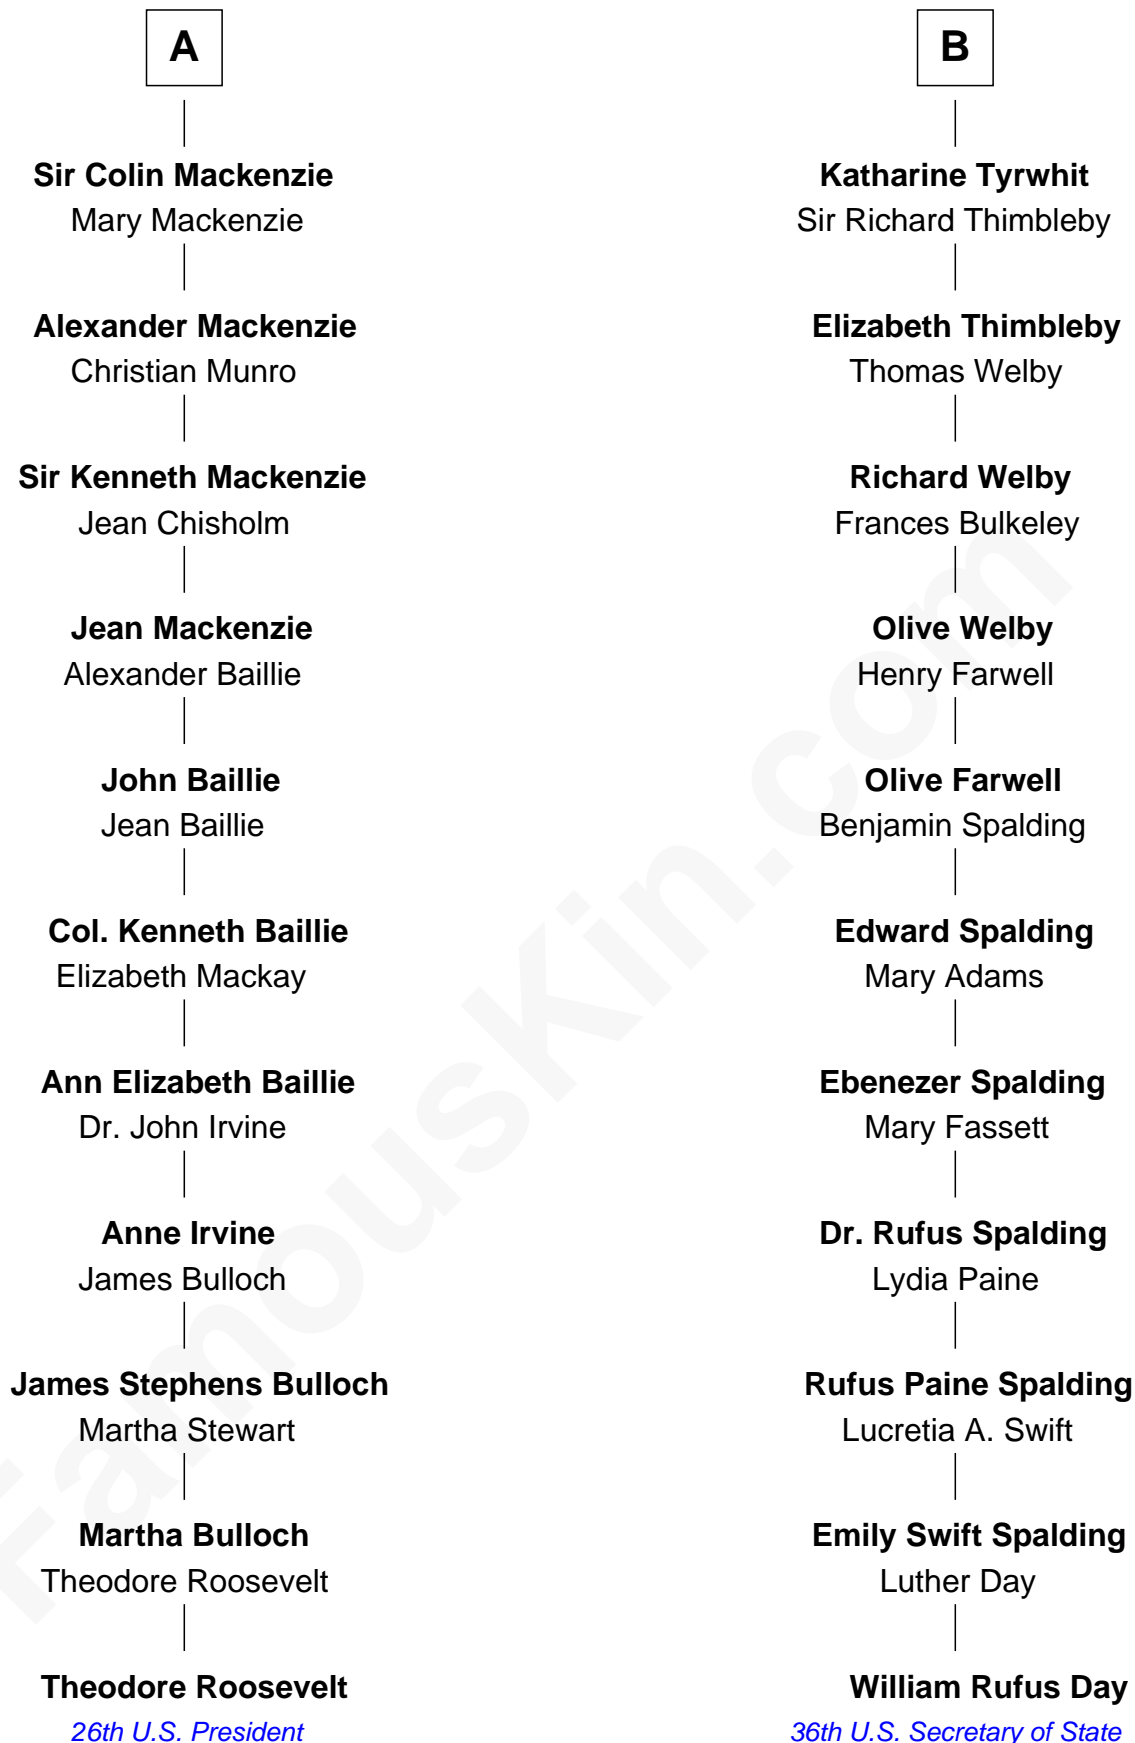 A
Sir Colin Mackenzie
Mary Mackenzie
Alexander Mackenzie
Christian Munro
Sir Kenneth Mackenzie
Jean Chisholm
Jean Mackenzie
Alexander Baillie
John Baillie
Jean Baillie
Col. Kenneth Baillie
Elizabeth Mackay
Ann Elizabeth Baillie
Dr. John Irvine
Anne Irvine
James Bulloch
James Stephens Bulloch
Martha Stewart
Martha Bulloch
Theodore Roosevelt
Theodore Roosevelt
26th U.S. President
B
Katharine Tyrwhit
Sir Richard Thimbleby
Elizabeth Thimbleby
Thomas Welby
Richard Welby
Frances Bulkeley
Olive Welby
Henry Farwell
Olive Farwell
Benjamin Spalding
Edward Spalding
Mary Adams
Ebenezer Spalding
Mary Fassett
Dr. Rufus Spalding
Lydia Paine
Rufus Paine Spalding
Lucretia A. Swift
Emily Swift Spalding
Luther Day
William Rufus Day
36th U.S. Secretary of State
FamousKin.com